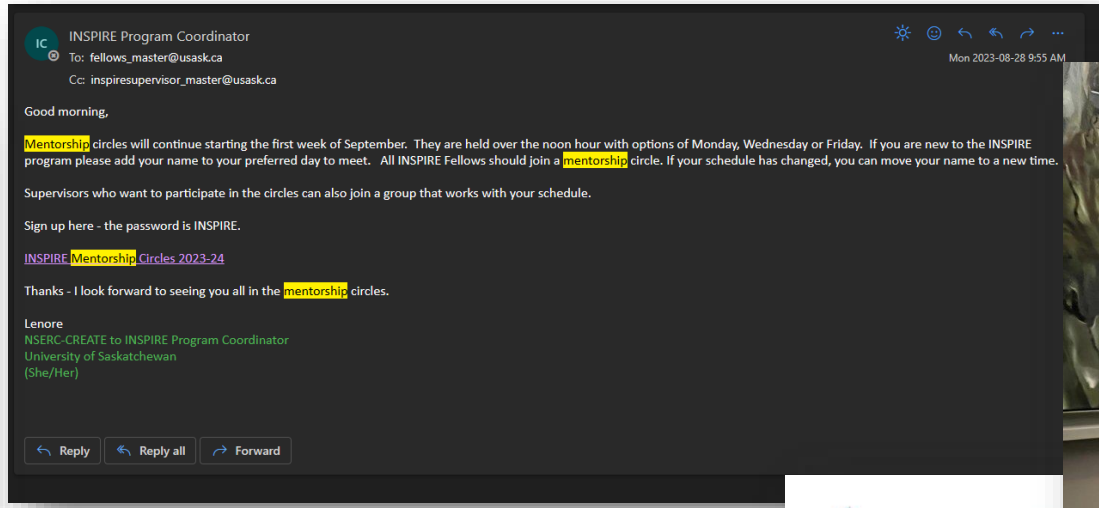 IC
INSPIRE Program Coordinator
To: fellows_master@usask.ca
Cc: inspiresupervisor_master@usask.ca
Mon 2023-08-28 9:55 AM
Good morning,
Mentorship circles will continue starting the first week of September. They are held over the noon hour with options of Monday, Wednesday or Friday. If you are new to the INSPIRE
program please add your name to your preferred day to meet. All INSPIRE Fellows should join a mentorship circle. If your schedule has changed, you can move your name to a new time.
Supervisors who want to participate in the circles can also join a group that works with your schedule.
Sign up here - the password is INSPIRE.
INSPIRE Mentorship Circles 2023-24
Thanks - I look forward to seeing you all in the mentorship circles.
Lenore
NSERC-CREATE to INSPIRE Program Coordinator
University of Saskatchewan
(She/Her)
Reply
Reply all
Forward